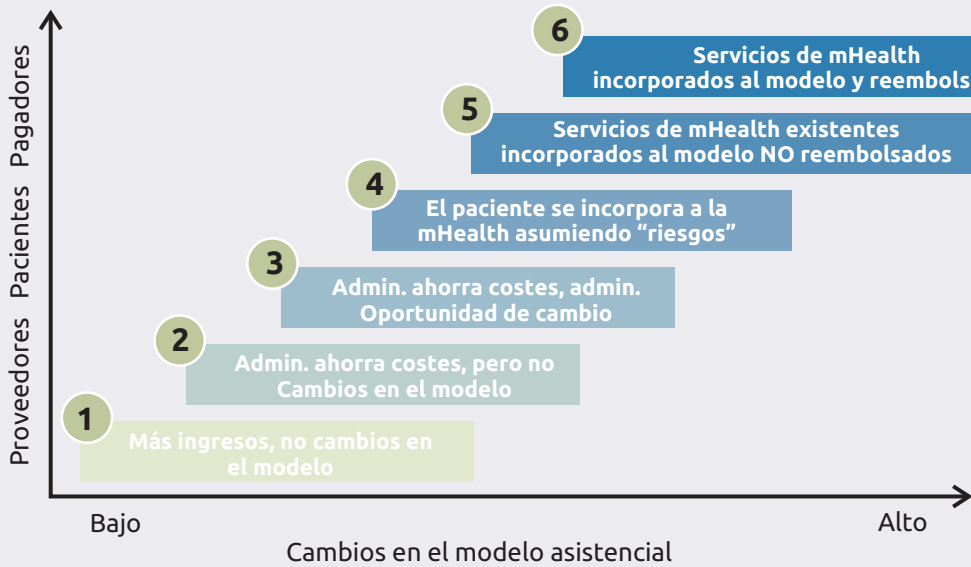 6
Servicios de mHealth
incorporados al modelo y
5
Servicios de mHealth existentes
incorporados al modelo NO reembolsados
4
El paciente se incorpora a la
mHealth asumiendo “riesgos”
3
Admin. ahorra costes, admin.
Oportunidad de cambio
2
Admin. ahorra costes, pero no
Cambios en el modelo
1
Más ingresos, no cambios en
el modelo
Pagadores
Pacientes
Proveedores
Bajo
Alto
Cambios en el modelo asistencial